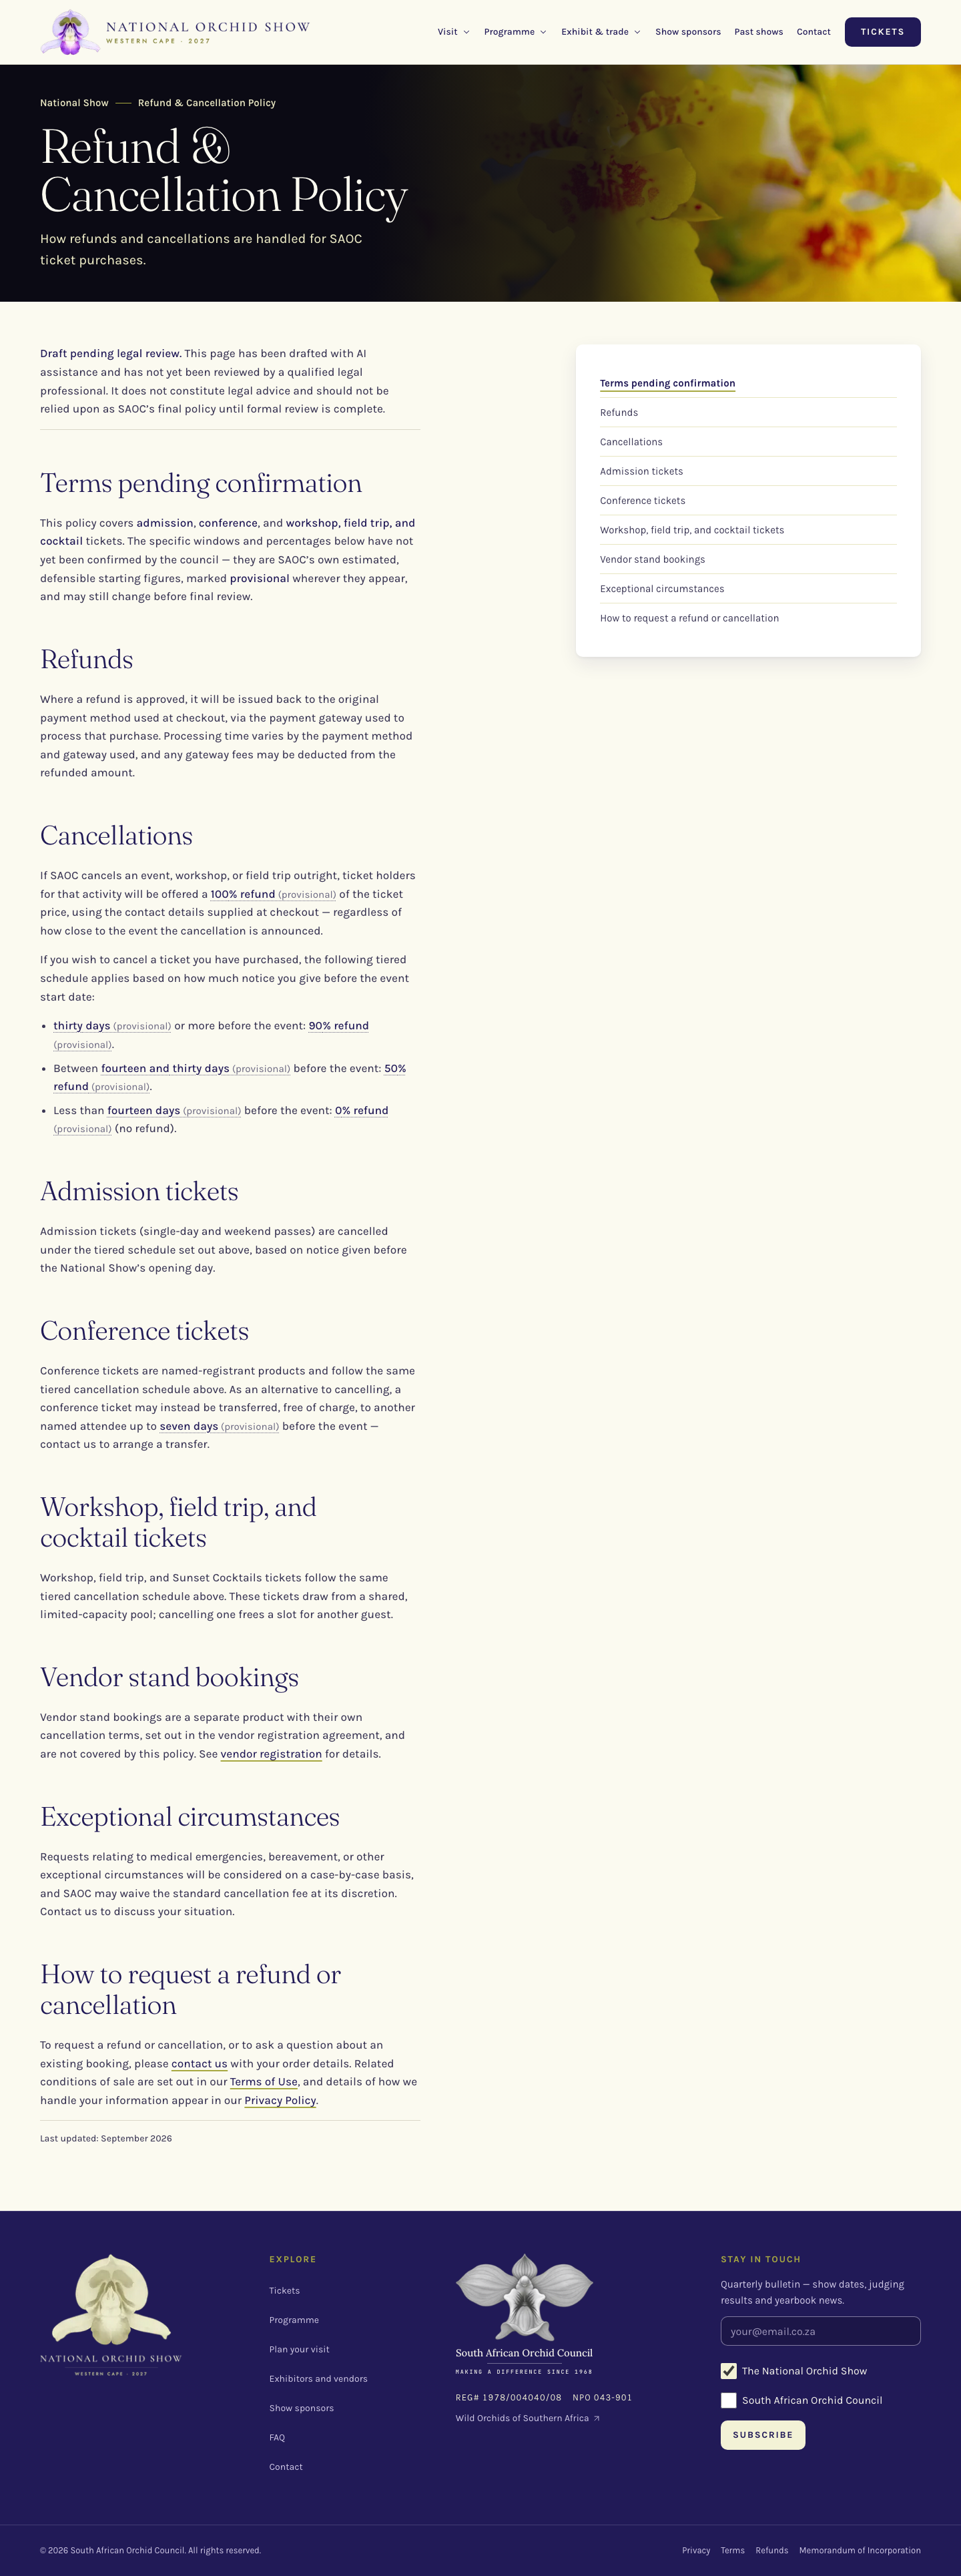 NATIONAL ORCHID SHOW
WESTERN CAPE · 2027
Visit
Programme
Exhibit & trade
Show sponsors
Past shows
Contact
TICKETS
National Show — Refund & Cancellation Policy
Refund &
Cancellation Policy
How refunds and cancellations are handled for SAOC
ticket purchases.
Draft pending legal review. This page has been drafted with AI
assistance and has not yet been reviewed by a qualified legal
professional. It does not constitute legal advice and should not be
relied upon as SAOC's final policy until formal review is complete.
Terms pending confirmation
This policy covers admission, conference, and workshop, field trip, and
cocktail tickets. The specific windows and percentages below have not
yet been confirmed by the council — they are SAOC's own estimated,
defensible starting figures, marked provisional wherever they appear,
and may still change before final review.
Refunds
Where a refund is approved, it will be issued back to the original
payment method used at checkout, via the payment gateway used to
process that purchase. Processing time varies by the payment method
and gateway used, and any gateway fees may be deducted from the
refunded amount.
Cancellations
If SAOC cancels an event, workshop, or field trip outright, ticket holders
for that activity will be offered a 100% refund (provisional) of the ticket
price, using the contact details supplied at checkout — regardless of
how close to the event the cancellation is announced.
If you wish to cancel a ticket you have purchased, the following tiered
schedule applies based on how much notice you give before the event
start date:
• thirty days (provisional) or more before the event: 90% refund
(provisional).
• Between fourteen and thirty days (provisional) before the event: 50%
refund (provisional).
• Less than fourteen days (provisional) before the event: 0% refund
(provisional) (no refund).
Admission tickets
Admission tickets (single-day and weekend passes) are cancelled
under the tiered schedule set out above, based on notice given before
the National Show's opening day.
Conference tickets
Conference tickets are named-registrant products and follow the same
tiered cancellation schedule above. As an alternative to cancelling, a
conference ticket may instead be transferred, free of charge, to another
named attendee up to seven days (provisional) before the event —
contact us to arrange a transfer.
Workshop, field trip, and
cocktail tickets
Workshop, field trip, and Sunset Cocktails tickets follow the same
tiered cancellation schedule above. These tickets draw from a shared,
limited-capacity pool; cancelling one frees a slot for another guest.
Vendor stand bookings
Vendor stand bookings are a separate product with their own
cancellation terms, set out in the vendor registration agreement, and
are not covered by this policy. See vendor registration for details.
Exceptional circumstances
Requests relating to medical emergencies, bereavement, or other
exceptional circumstances will be considered on a case-by-case basis,
and SAOC may waive the standard cancellation fee at its discretion.
Contact us to discuss your situation.
How to request a refund or
cancellation
To request a refund or cancellation, or to ask a question about an
existing booking, please contact us with your order details. Related
conditions of sale are set out in our Terms of Use, and details of how we
handle your information appear in our Privacy Policy.
Last updated: September 2026
Terms pending confirmation
Refunds
Cancellations
Admission tickets
Conference tickets
Workshop, field trip, and cocktail tickets
Vendor stand bookings
Exceptional circumstances
How to request a refund or cancellation
NATIONAL ORCHID SHOW
WESTERN CAPE · 2027
EXPLORE
Tickets
Programme
Plan your visit
Exhibitors and vendors
Show sponsors
FAQ
Contact
South African Orchid Council
MAKING A DIFFERENCE SINCE 1968
REG# 1978/004040/08 NPO 043-901
Wild Orchids of Southern Africa ↗
STAY IN TOUCH
Quarterly bulletin — show dates, judging
results and yearbook news.
your@email.co.za
The National Orchid Show
South African Orchid Council
SUBSCRIBE
© 2026 South African Orchid Council. All rights reserved.
Privacy
Terms
Refunds
Memorandum of Incorporation